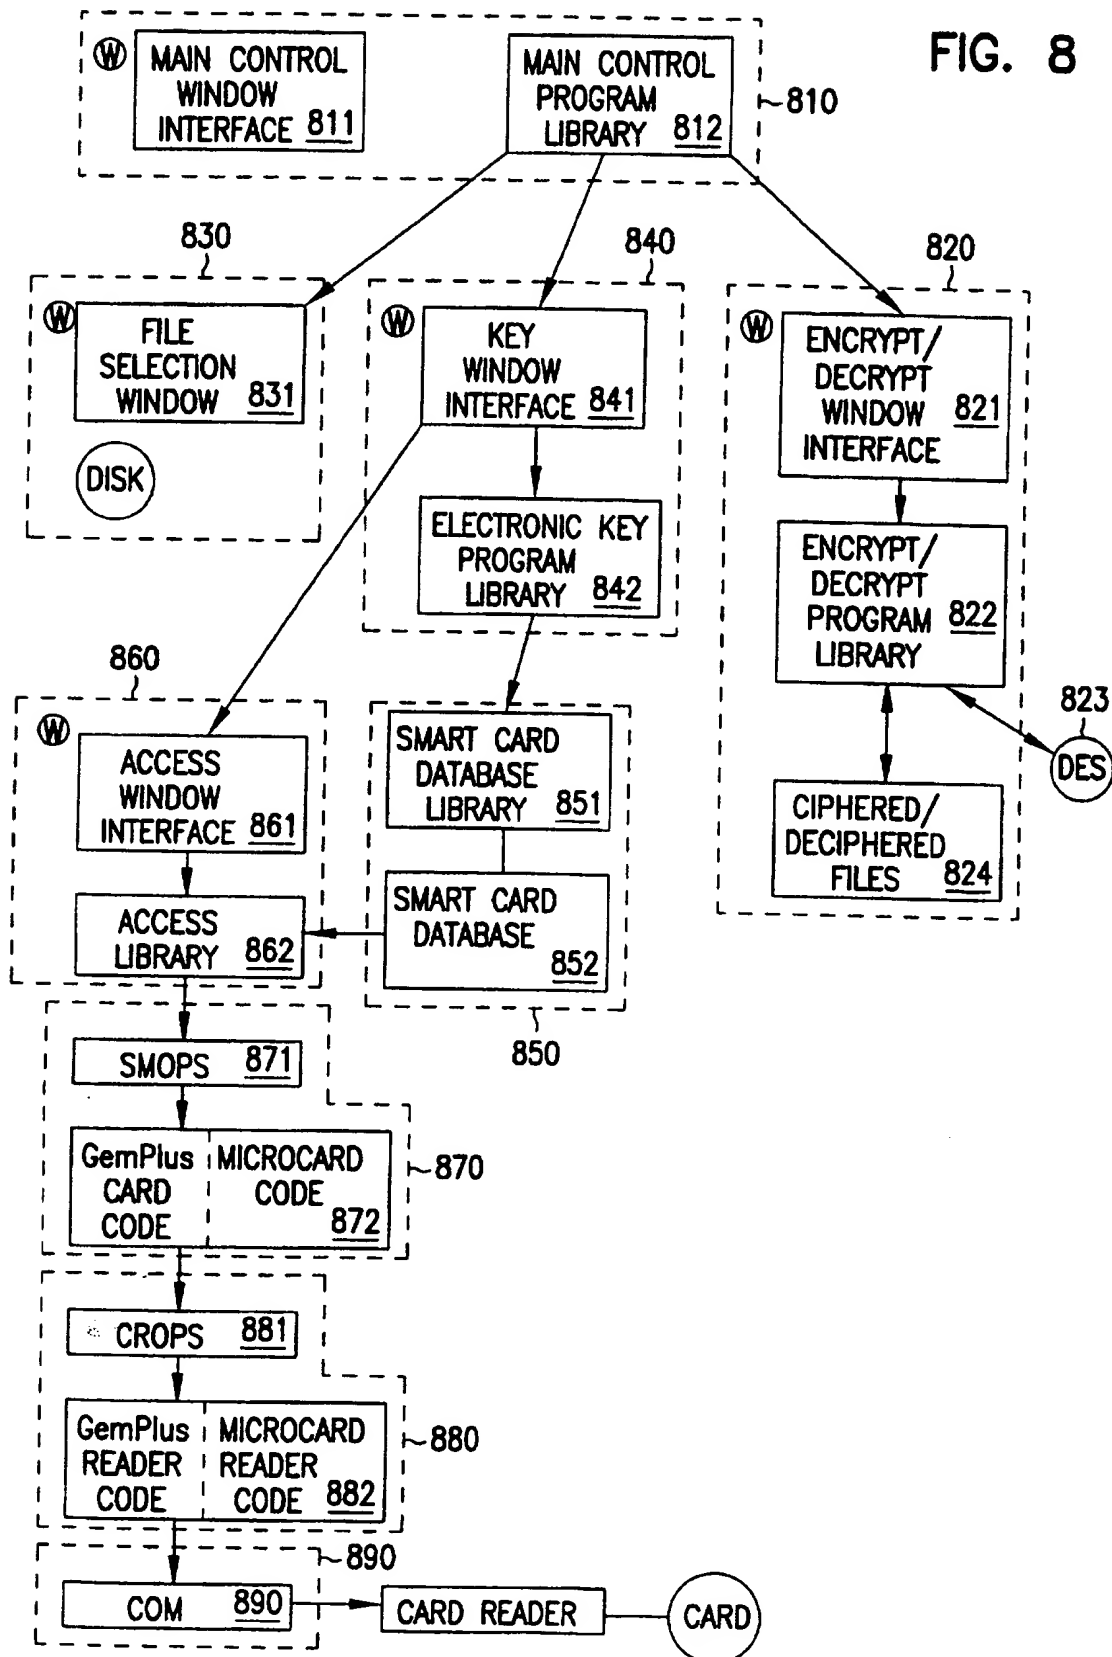 FIG. 8
W
MAIN CONTROL
WINDOW
INTERFACE 811
MAIN CONTROL
PROGRAM
LIBRARY 812
810
830
W
FILE
SELECTION
WINDOW 831
DISK
840
W
KEY
WINDOW
INTERFACE 841
ELECTRONIC KEY
PROGRAM
LIBRARY 842
820
W
ENCRYPT/
DECRYPT
WINDOW
INTERFACE 821
ENCRYPT/
DECRYPT
PROGRAM
LIBRARY 822
823
DES
CIPHERED/
DECIPHERED
FILES 824
860
W
ACCESS
WINDOW
INTERFACE 861
ACCESS
LIBRARY 862
SMART CARD
DATABASE
LIBRARY 851
SMART CARD
DATABASE
852
850
SMOPS 871
GemPlus
CARD
CODE
MICROCARD
CODE
872
870
CROPS 881
GemPlus
READER
CODE
MICROCARD
READER
CODE 882
880
890
COM 890
CARD READER
CARD